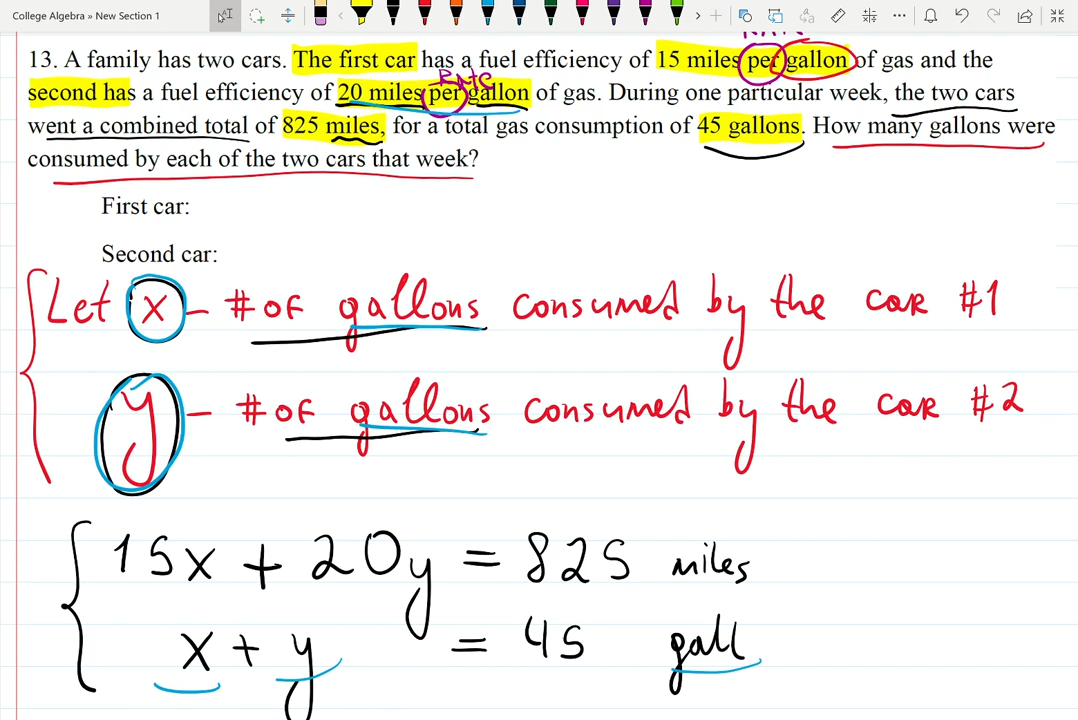 College Algebra » New Section 1
RATE
13. A family has two cars. The first car has a fuel efficiency of 15 miles per gallon of gas and the
RATE
second has a fuel efficiency of 20 miles per gallon of gas. During one particular week, the two cars
went a combined total of 825 miles, for a total gas consumption of 45 gallons. How many gallons were
consumed by each of the two cars that week?
First car:
Second car:
Let x - # of gallons consumed by the car #1
y - # of gallons consumed by the car #2
15x + 20y = 825 miles
x + y = 45 gall